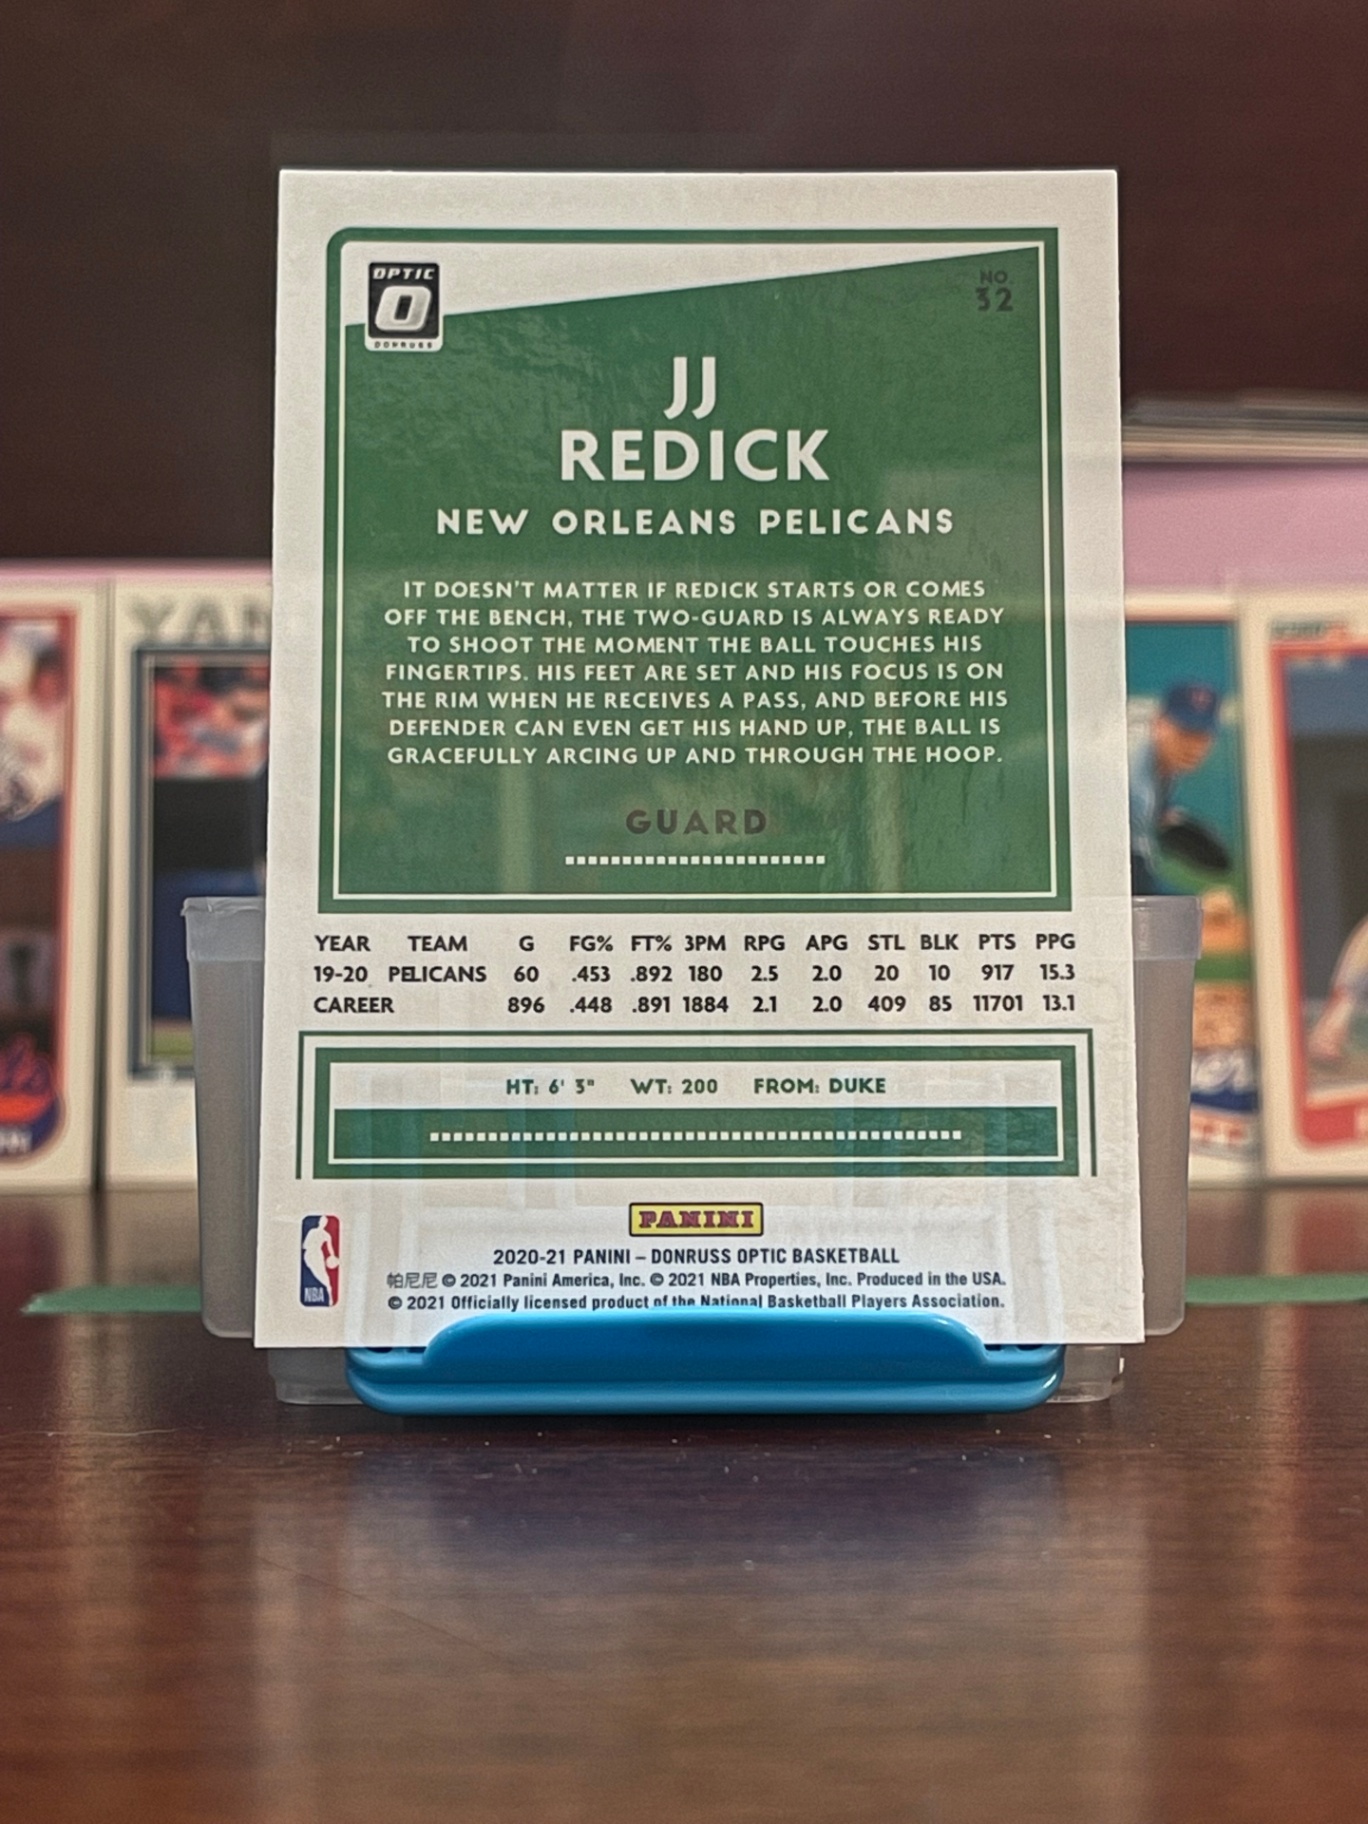 OPTIC
O
DONRUSS
NO.
32
JJ
REDICK
NEW ORLEANS PELICANS
IT DOESN'T MATTER IF REDICK STARTS OR COMES
OFF THE BENCH, THE TWO-GUARD IS ALWAYS READY
TO SHOOT THE MOMENT THE BALL TOUCHES HIS
FINGERTIPS. HIS FEET ARE SET AND HIS FOCUS IS ON
THE RIM WHEN HE RECEIVES A PASS, AND BEFORE HIS
DEFENDER CAN EVEN GET HIS HAND UP, THE BALL IS
GRACEFULLY ARCING UP AND THROUGH THE HOOP.
GUARD
YEAR TEAM G FG% FT% 3PM RPG APG STL BLK PTS PPG
19-20 PELICANS 60 .453 .892 180 2.5 2.0 20 10 917 15.3
CAREER 896 .448 .891 1884 2.1 2.0 409 85 11701 13.1
HT: 6' 3" WT: 200 FROM: DUKE
PANINI
NBA
2020-21 PANINI – DONRUSS OPTIC BASKETBALL
帕尼尼 © 2021 Panini America, Inc. © 2021 NBA Properties, Inc. Produced in the USA.
© 2021 Officially licensed product of the National Basketball Players Association.